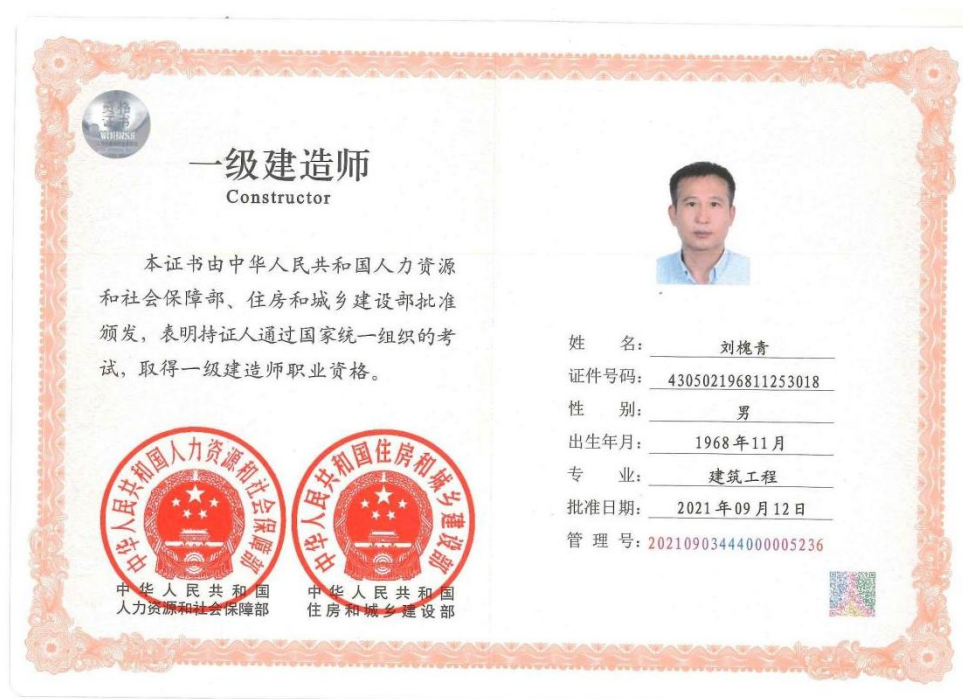 资格
证书
一级建造师
Constructor
本证书由中华人民共和国人力资源
和社会保障部、住房和城乡建设部批准
颁发，表明持证人通过国家统一组织的考
试，取得一级建造师职业资格。
中华人民共和国人力资源和社会保障部
中华人民共和国住房和城乡建设部
中华人民共和国
人力资源和社会保障部
中华人民共和国
住房和城乡建设部
姓 名：刘槐青
证件号码：430502196811253018
性 别：男
出生年月：1968年11月
专 业：建筑工程
批准日期：2021年09月12日
管 理 号：20210903444000005236